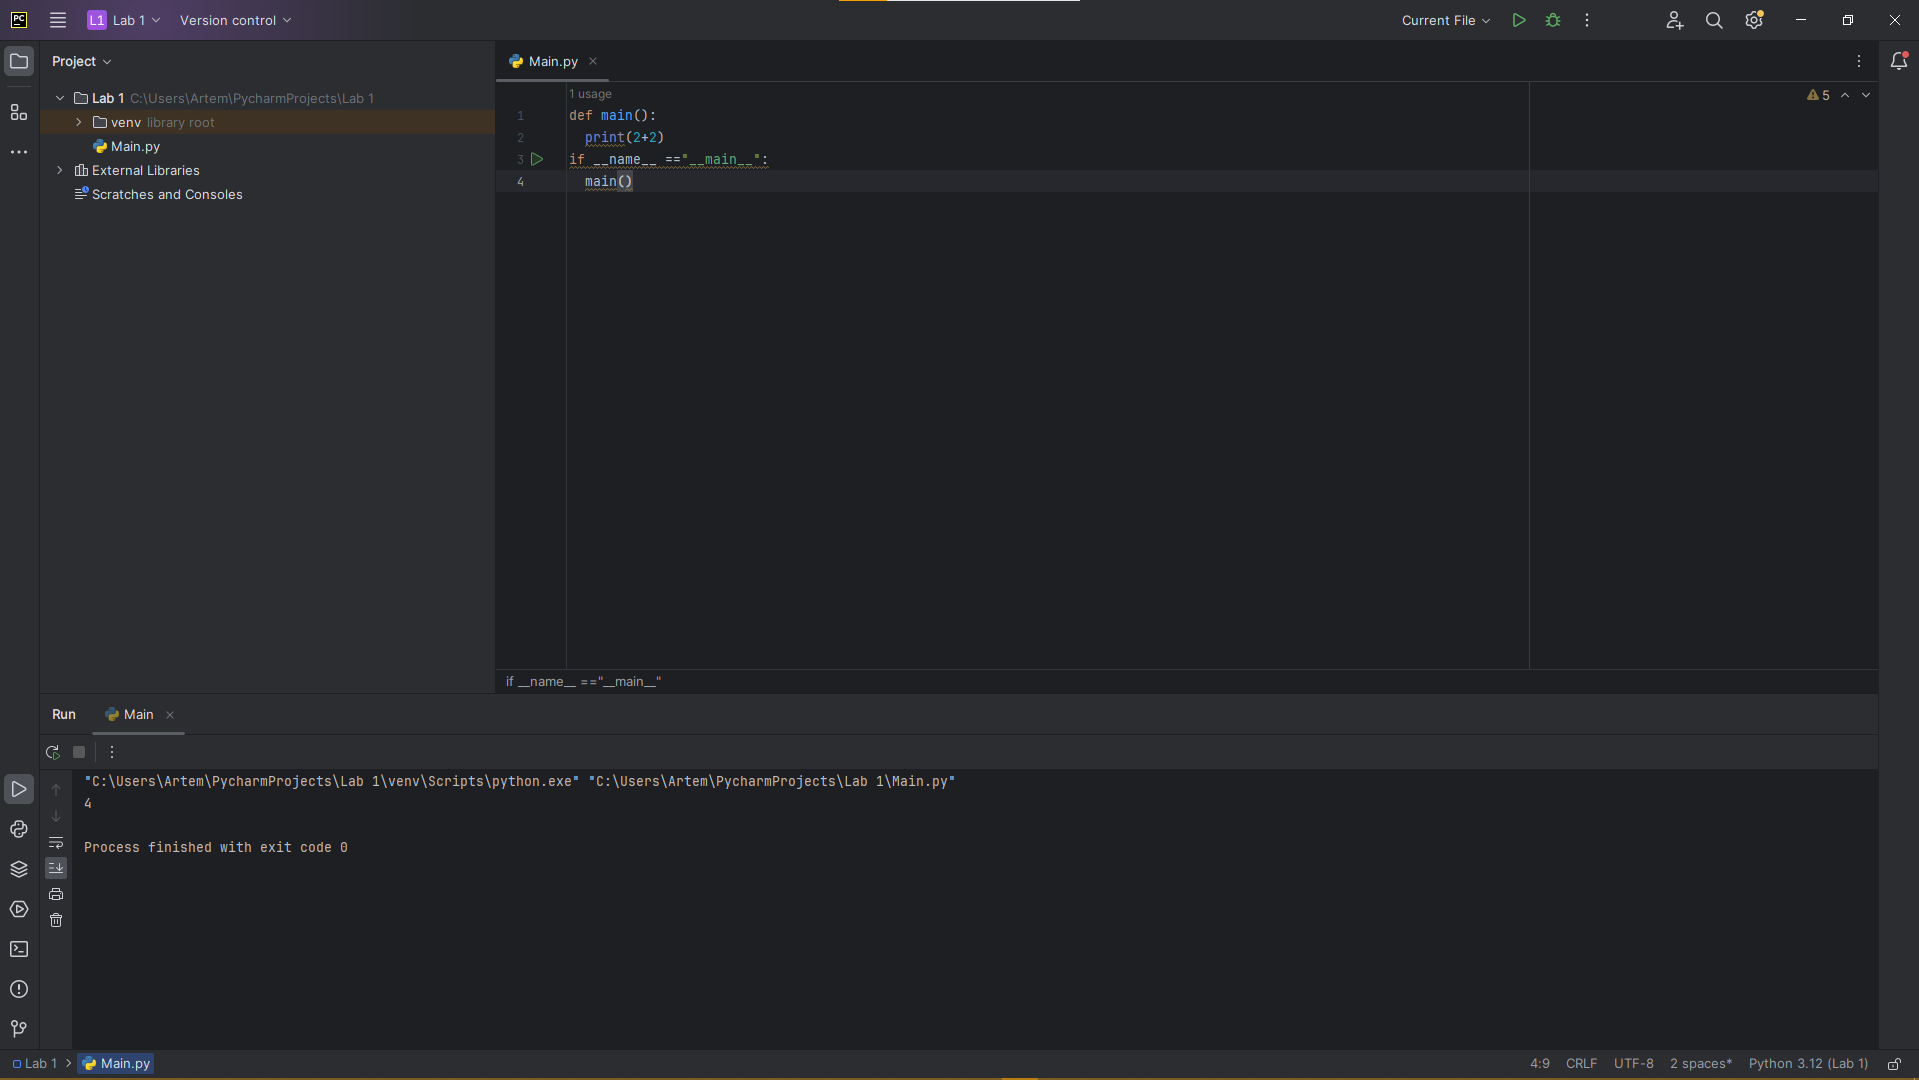 PC L1 Lab 1 Version control Current File
Project
Main.py
Lab 1 C:\Users\Artem\PycharmProjects\Lab 1
venv library root
Main.py
External Libraries
Scratches and Consoles
1 usage
5
1 def main():
2 print(2+2)
3 if __name__ =="__main__":
4 main()
if __name__ =="__main__"
Run Main
"C:\Users\Artem\PycharmProjects\Lab 1\venv\Scripts\python.exe" "C:\Users\Artem\PycharmProjects\Lab 1\Main.py"
4
Process finished with exit code 0
Lab 1 Main.py 4:9 CRLF UTF-8 2 spaces* Python 3.12 (Lab 1)